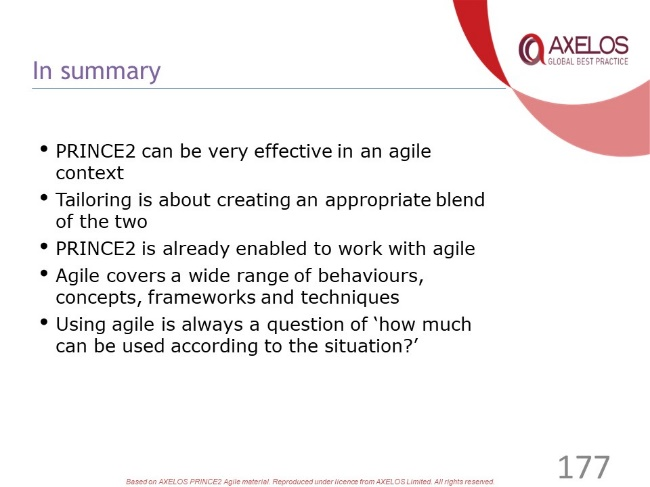 AXELOS
GLOBAL BEST PRACTICE
In summary
• PRINCE2 can be very effective in an agile
context
• Tailoring is about creating an appropriate blend
of the two
• PRINCE2 is already enabled to work with agile
• Agile covers a wide range of behaviours,
concepts, frameworks and techniques
• Using agile is always a question of ‘how much
can be used according to the situation?’
177
Based on AXELOS PRINCE2 Agile material. Reproduced under licence from AXELOS Limited. All rights reserved